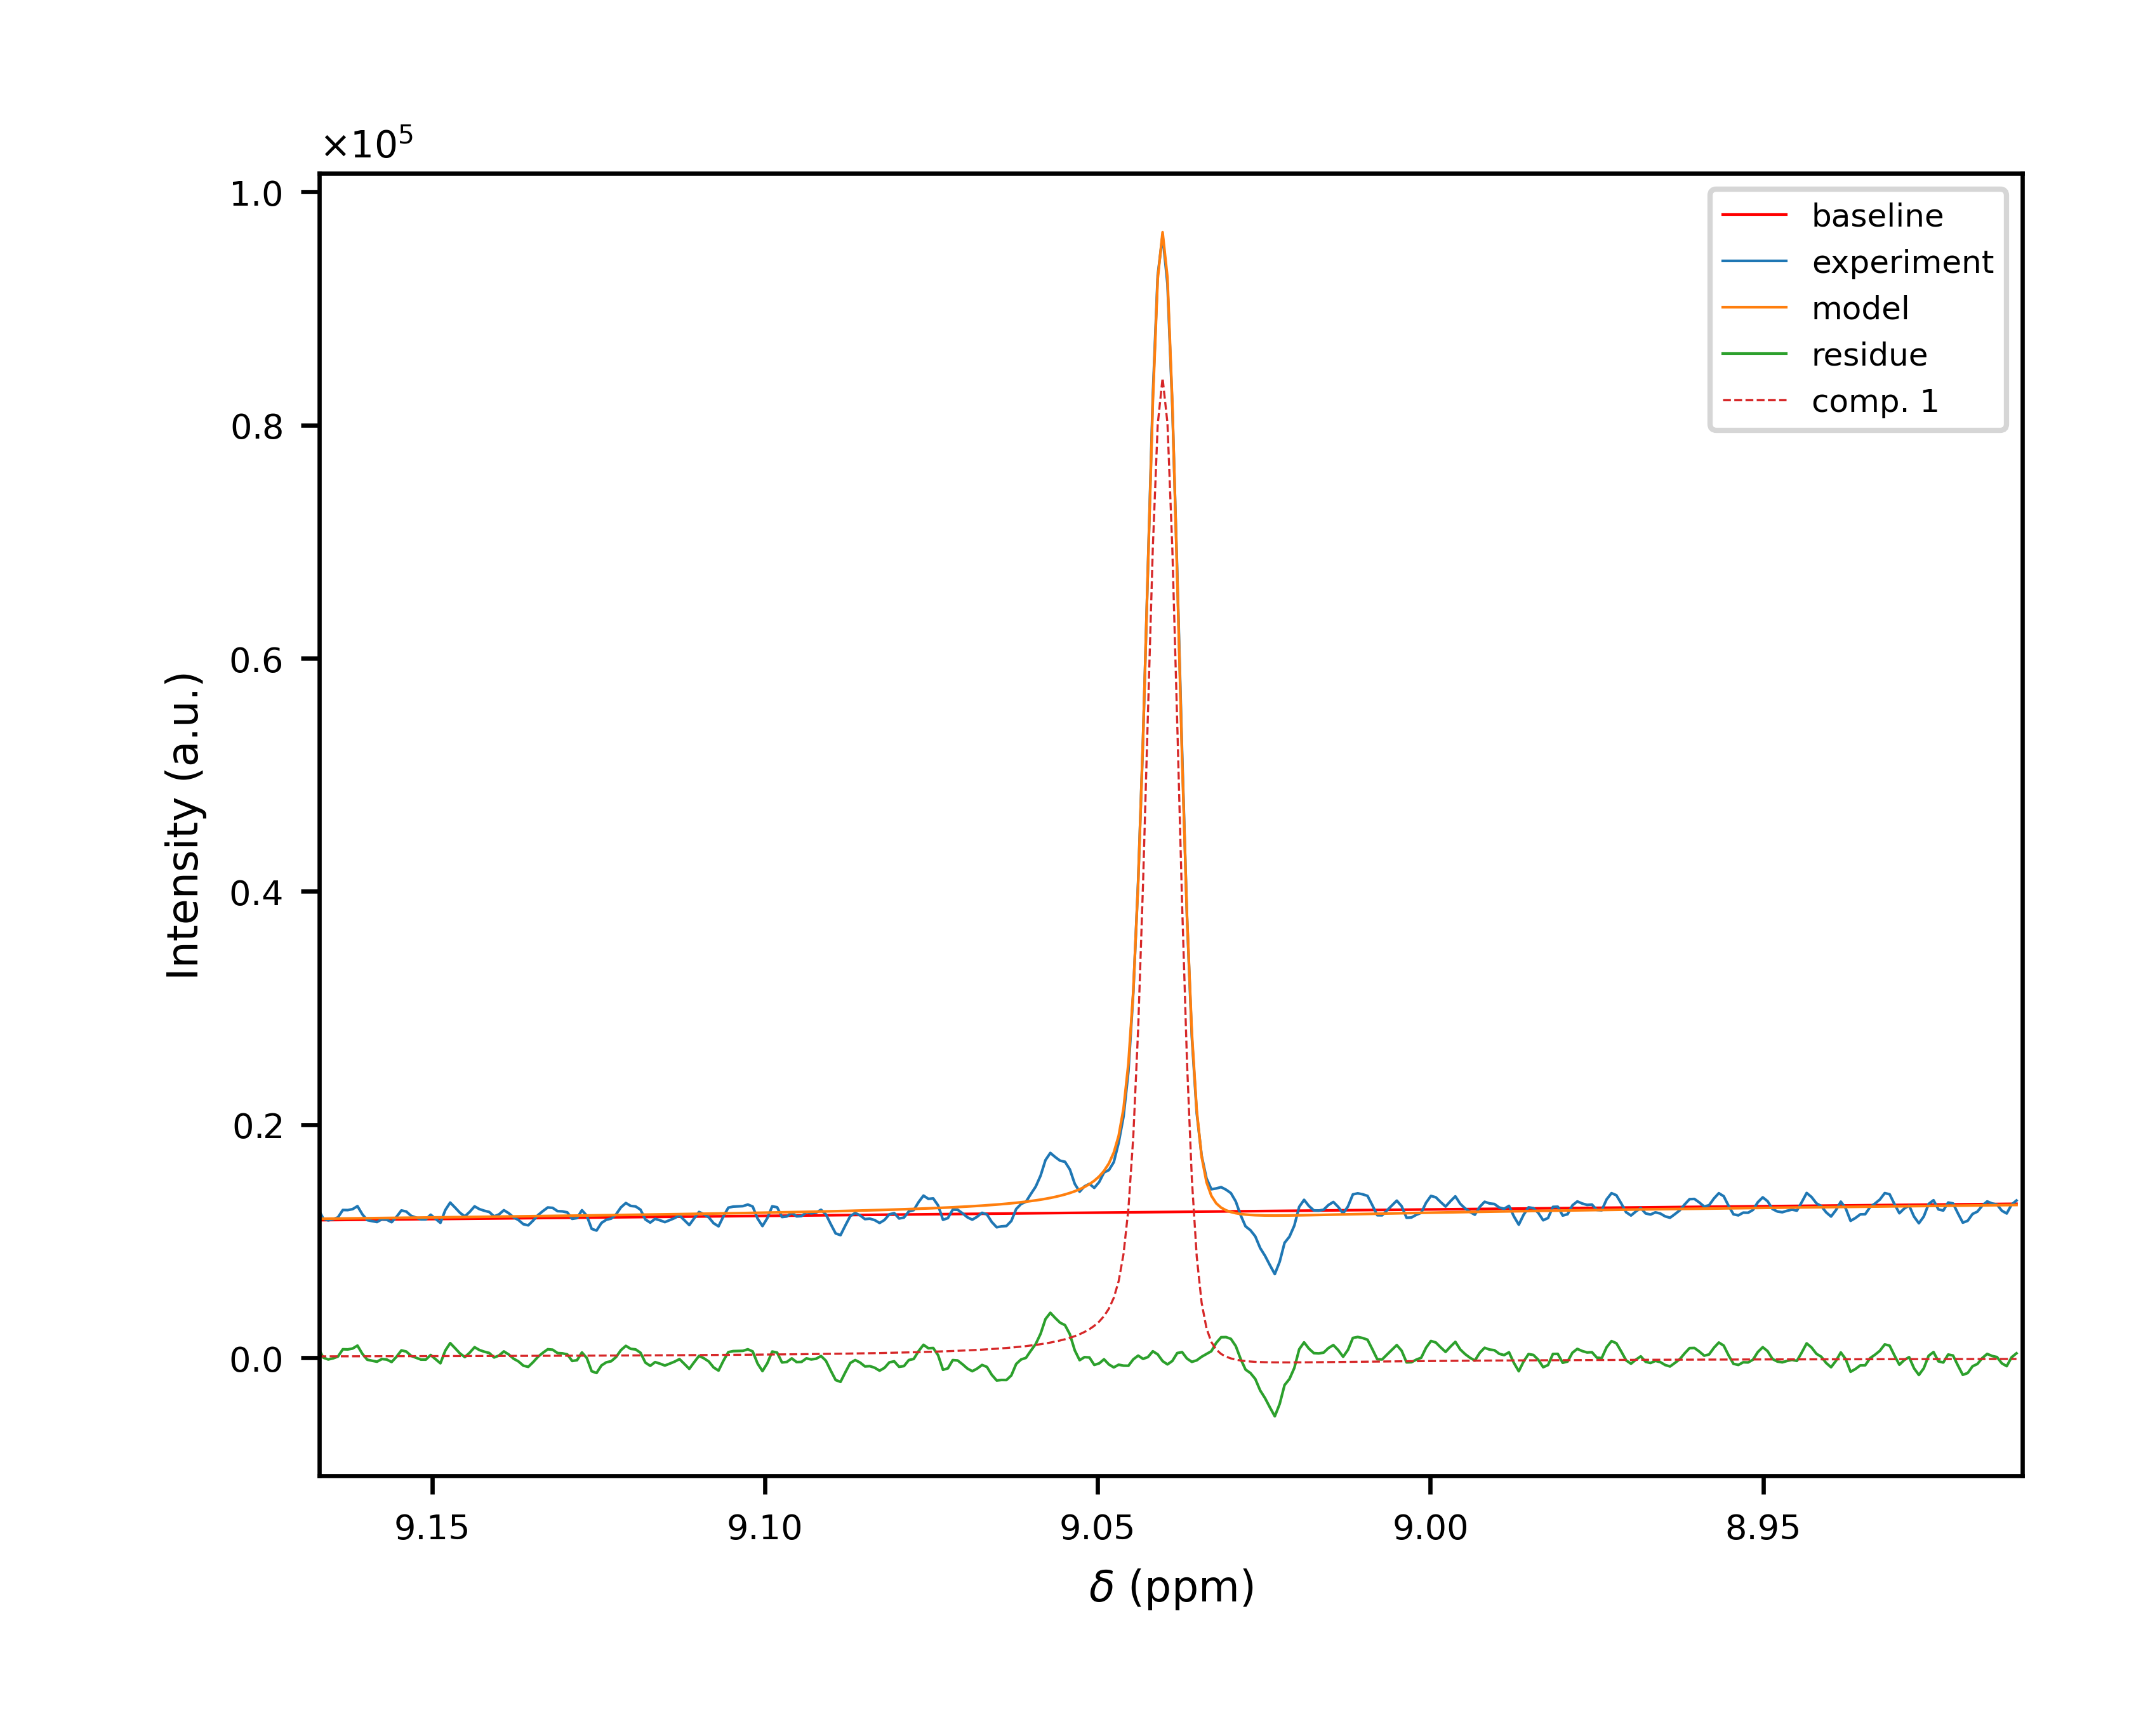 ×10⁵
1.0
0.8
0.6
0.4
0.2
0.0
Intensity (a.u.)
baseline
experiment
model
residue
comp. 1
9.15 9.10 9.05 9.00 8.95
δ (ppm)